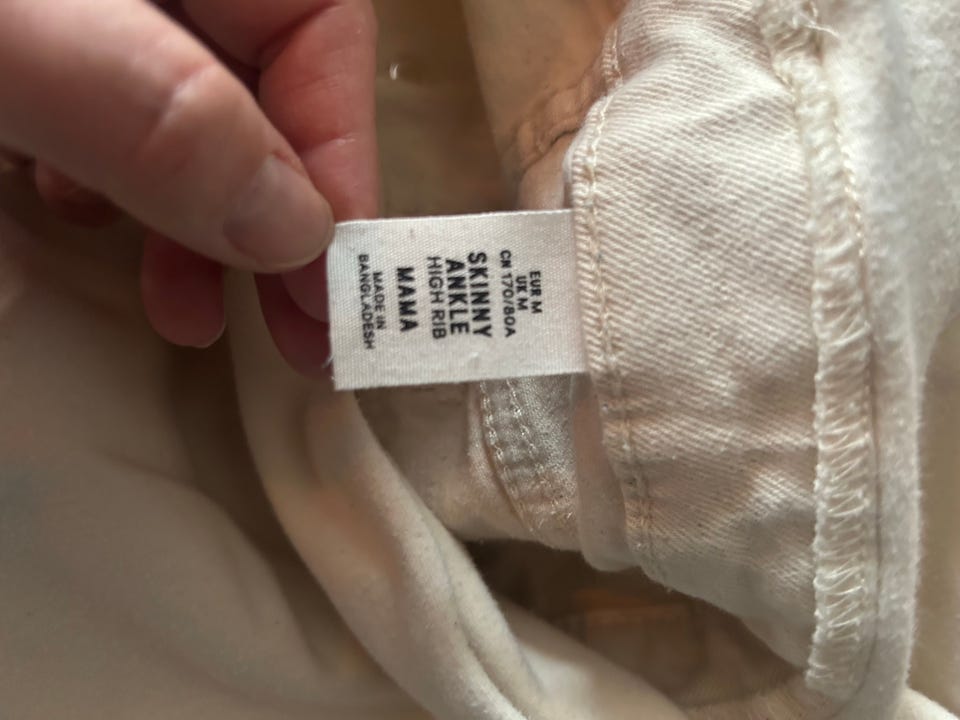 EUR M
UK M
CN 170/80A
SKINNY
ANKLE
HIGH RIB
MAMA
MADE IN
BANGLADESH